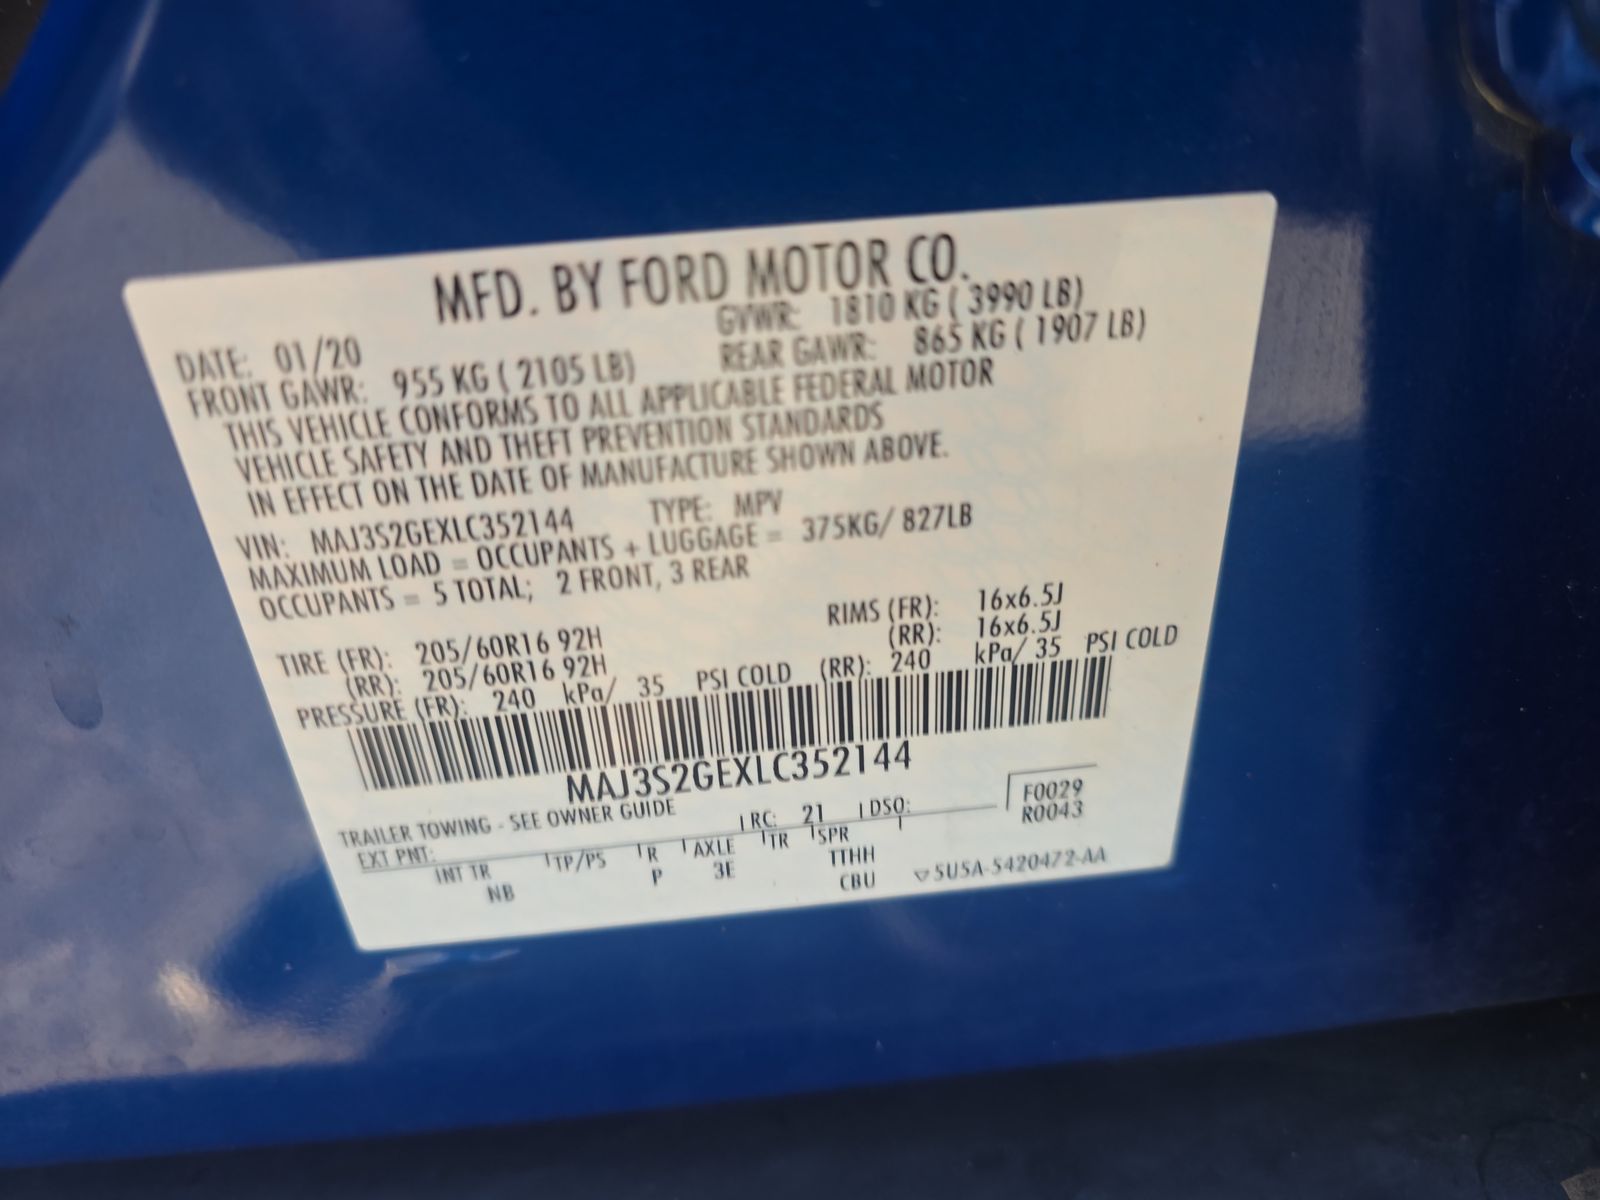 MFD. BY FORD MOTOR CO.
DATE: 01/20 GVWR: 1810 KG ( 3990 LB)
FRONT GAWR: 955 KG ( 2105 LB) REAR GAWR: 865 KG ( 1907 LB)
THIS VEHICLE CONFORMS TO ALL APPLICABLE FEDERAL MOTOR
VEHICLE SAFETY AND THEFT PREVENTION STANDARDS
IN EFFECT ON THE DATE OF MANUFACTURE SHOWN ABOVE.
VIN: MAJ3S2GEXLC352144 TYPE: MPV
MAXIMUM LOAD = OCCUPANTS + LUGGAGE = 375KG/ 827LB
OCCUPANTS = 5 TOTAL; 2 FRONT, 3 REAR
TIRE (FR): 205/60R16 92H RIMS (FR): 16x6.5J
(RR): 205/60R16 92H (RR): 16x6.5J
PRESSURE (FR): 240 kPa/ 35 PSI COLD (RR): 240 kPa/ 35 PSI COLD
MAJ3S2GEXLC352144
TRAILER TOWING - SEE OWNER GUIDE
EXT PNT: RC: 21 DSO: F0029
R0043
INT TR TP/PS R AXLE TR SPR
NB P 3E TTHH
CBU 5U5A-5420472-AA